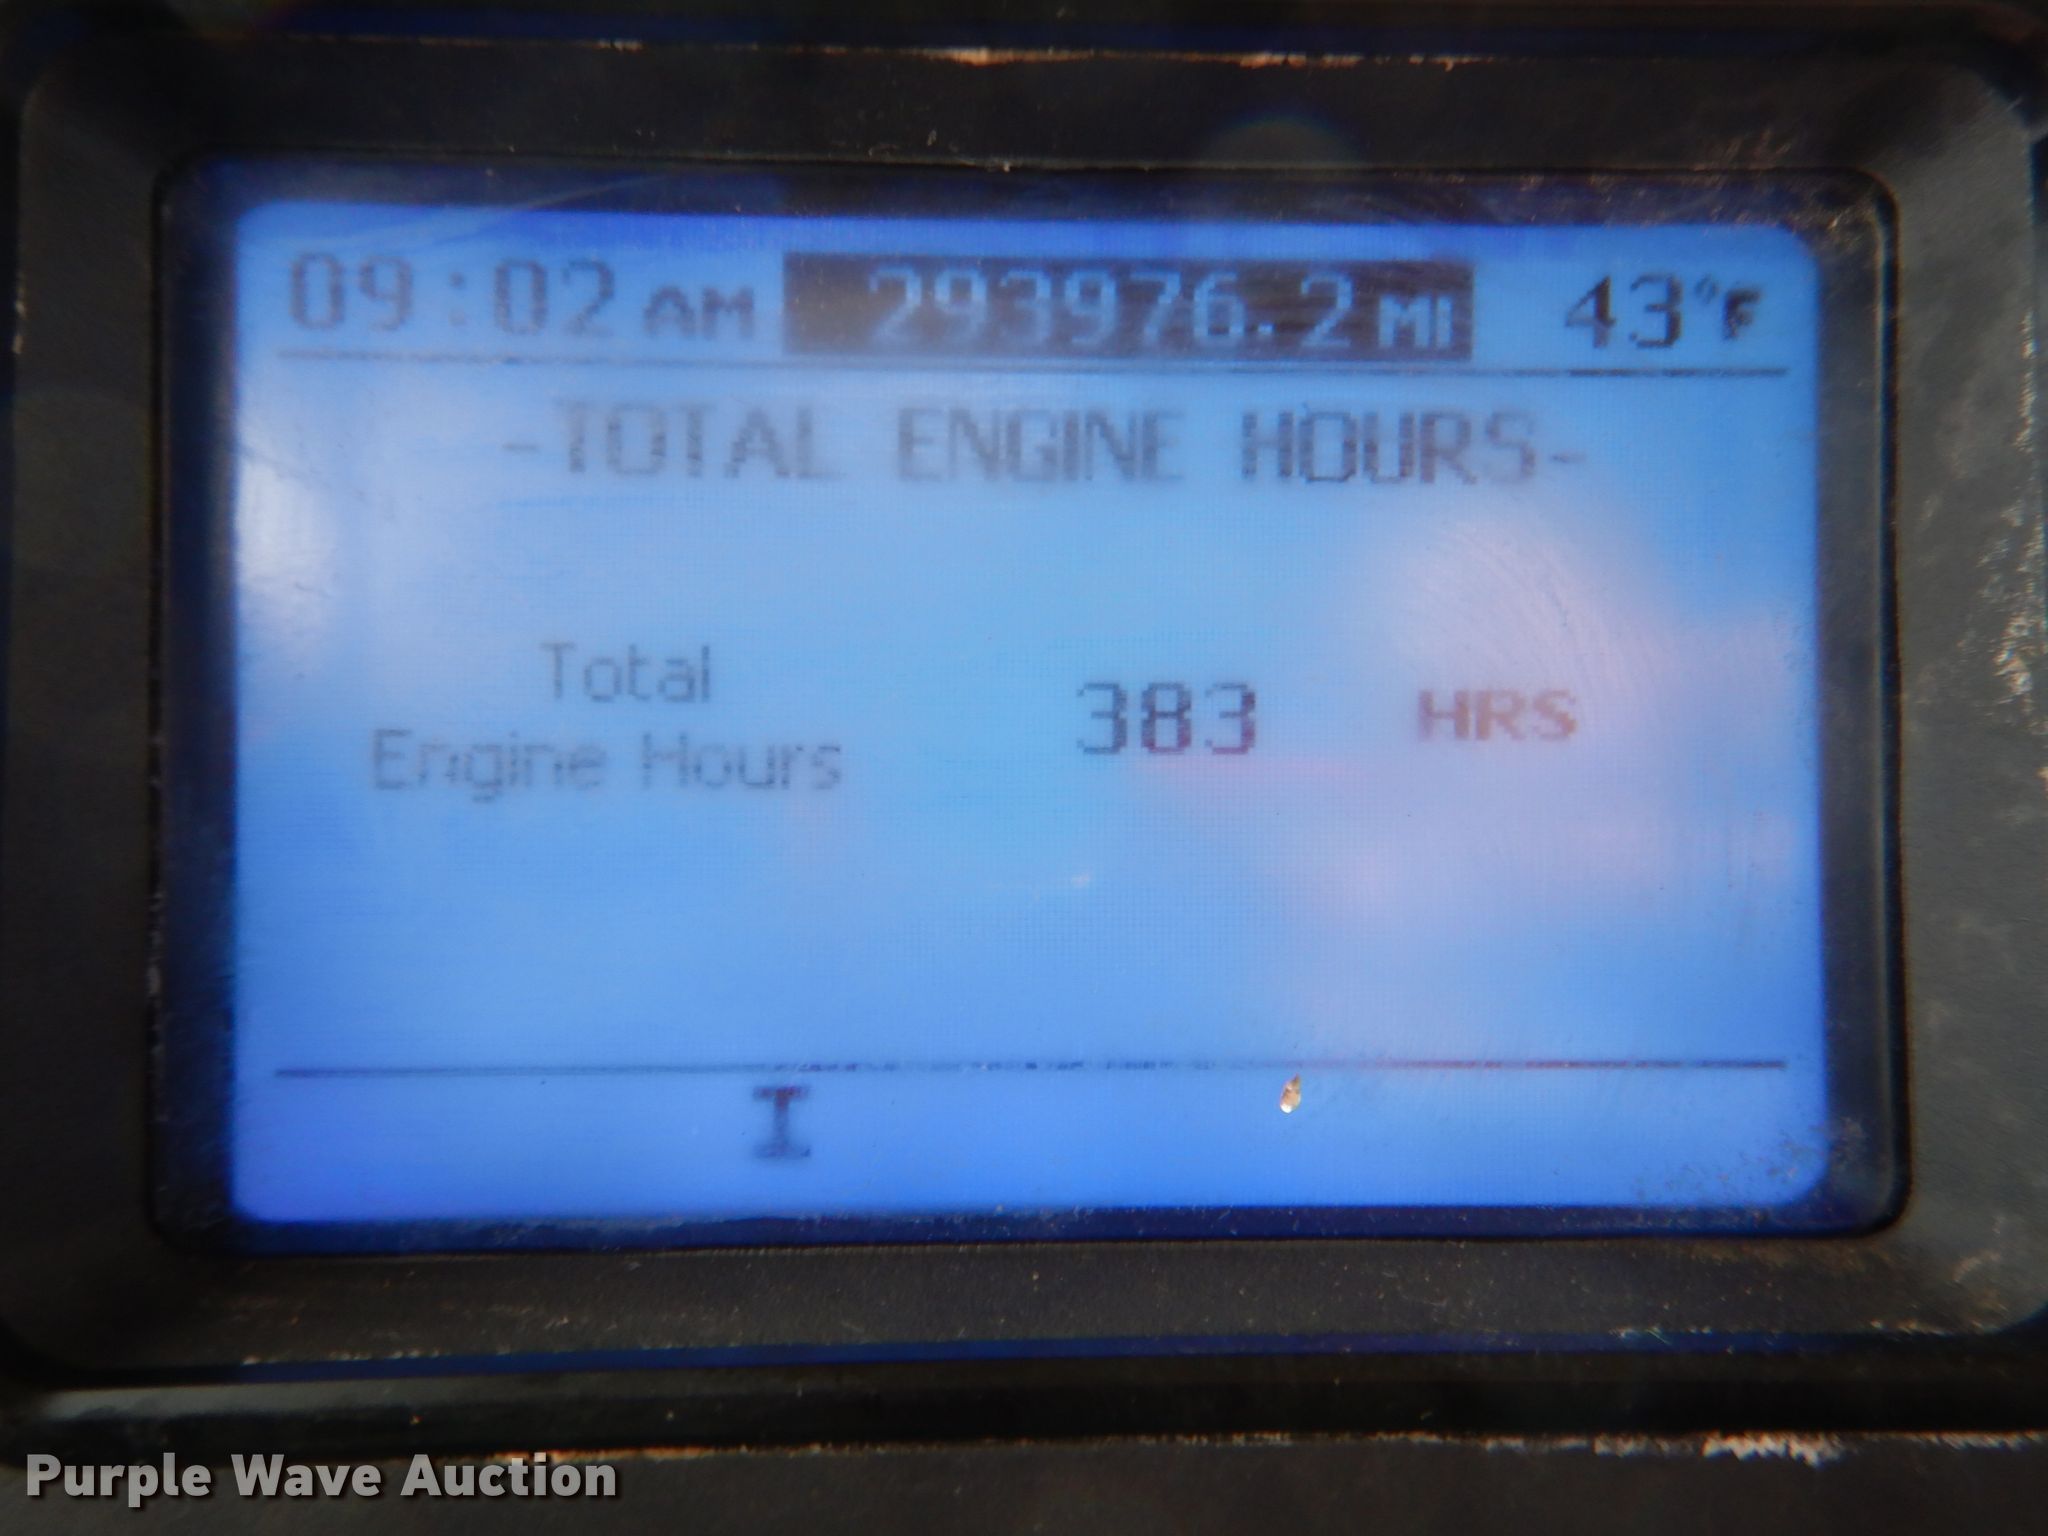 09:02 AM 293976.2 MI 43°F
-TOTAL ENGINE HOURS-
Total
Engine Hours 383 HRS
I
Purple Wave Auction